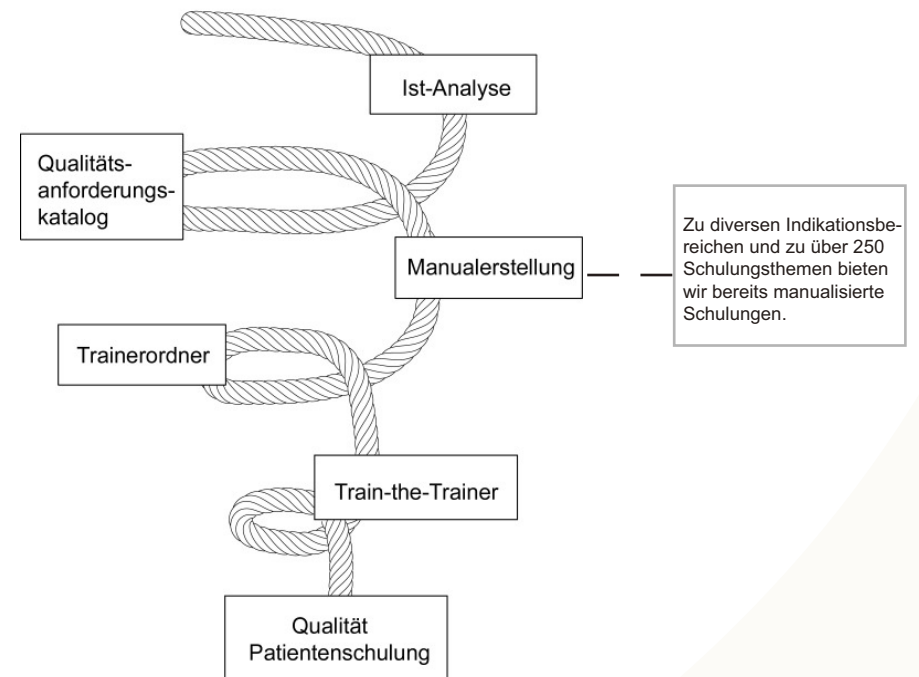 Ist-Analyse
Qualitäts-
anforderungs-
katalog
Manualerstellung
Zu diversen Indikationsbe-
reichen und zu über 250
Schulungsthemen bieten
wir bereits manualisierte
Schulungen.
Trainerordner
Train-the-Trainer
Qualität
Patientenschulung